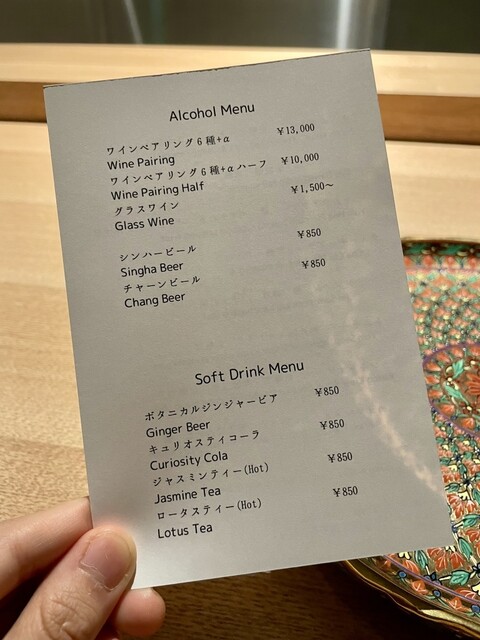 Alcohol Menu
ワインペアリング6種+α ￥13,000
Wine Pairing
ワインペアリング6種+αハーフ ￥10,000
Wine Pairing Half
グラスワイン ￥1,500～
Glass Wine
シンハービール ￥850
Singha Beer
チャーンビール ￥850
Chang Beer
Soft Drink Menu
ボタニカルジンジャービア ￥850
Ginger Beer
キュリオスティコーラ ￥850
Curiosity Cola
ジャスミンティー(Hot) ￥850
Jasmine Tea
ロータスティー(Hot) ￥850
Lotus Tea